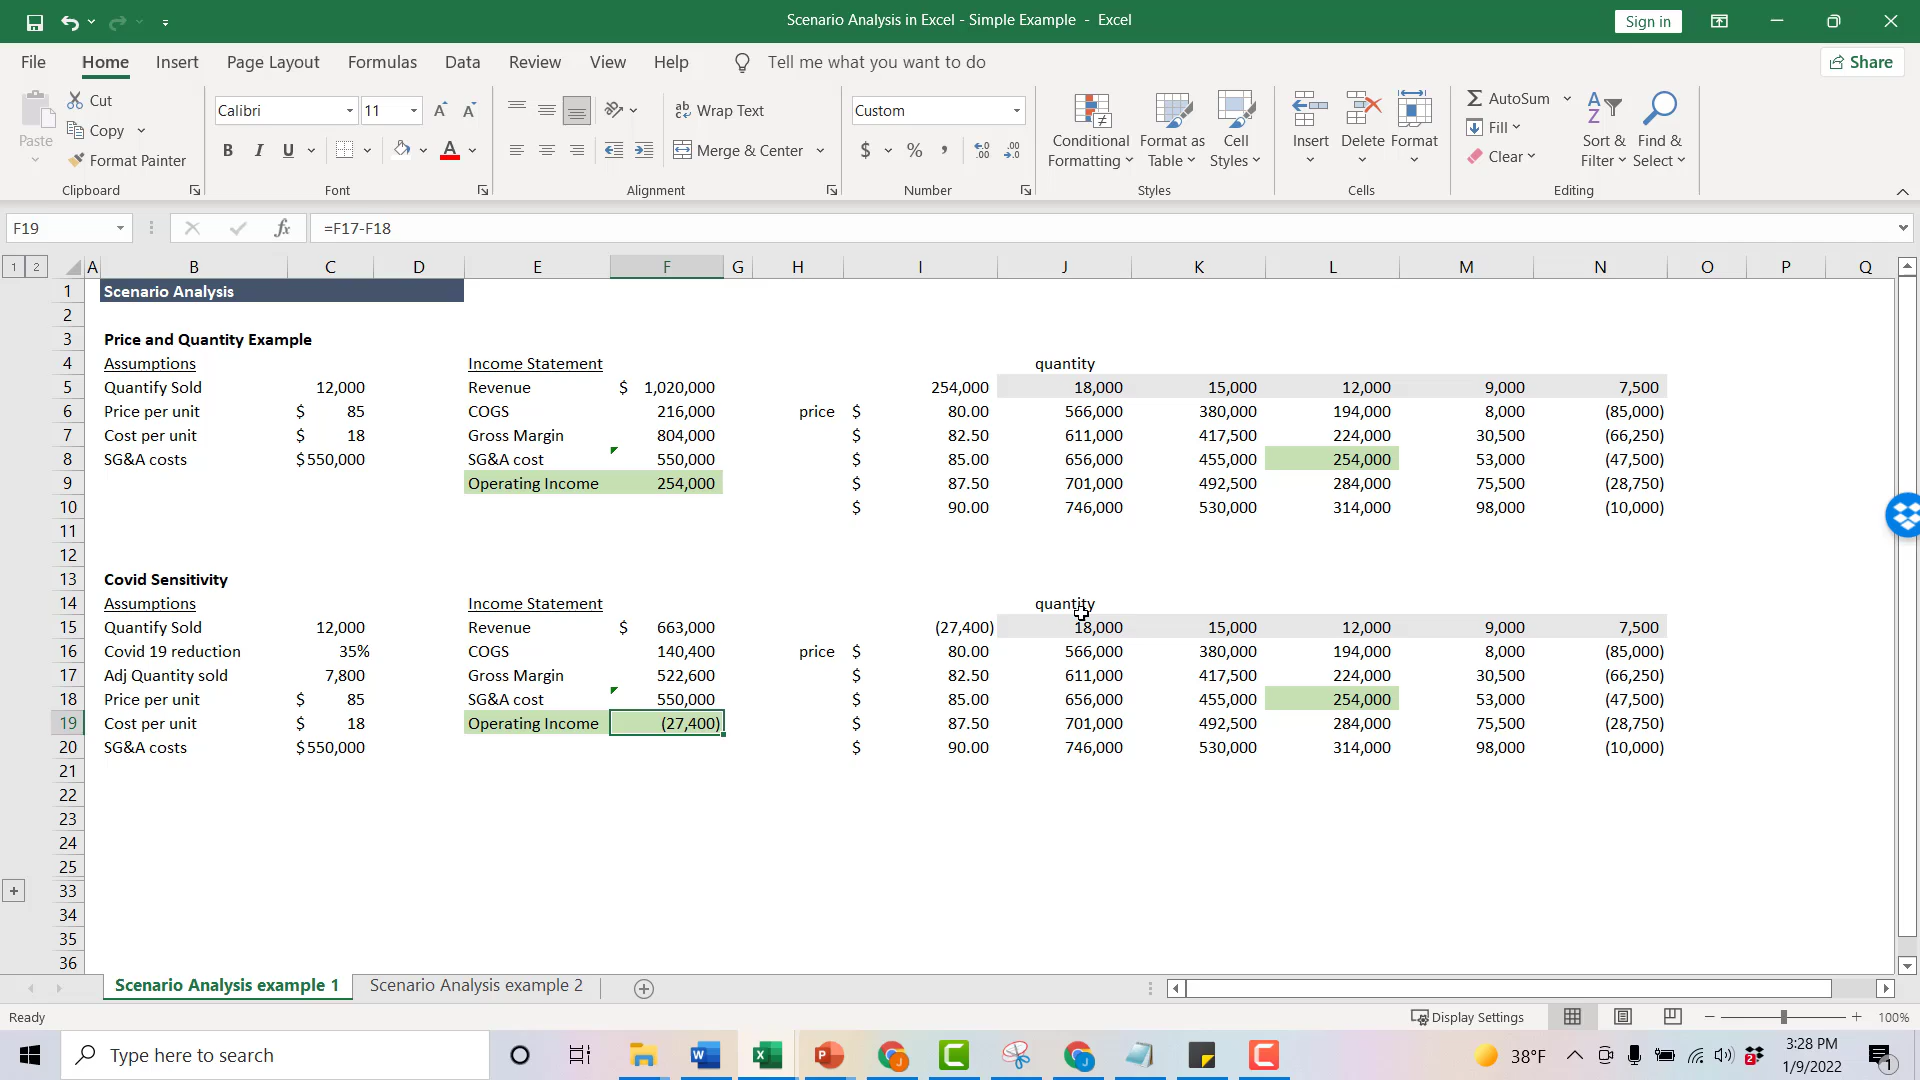 Scenario Analysis in Excel - Simple Example - Excel
Sign in
File Home Insert Page Layout Formulas Data Review View Help Tell me what you want to do Share
Paste
Cut
Copy
Format Painter
Clipboard
Calibri 11
B I U
Font
Wrap Text
Merge & Center
Alignment
Custom
$ % ,
Number
Conditional Formatting
Format as Table
Cell Styles
Styles
Insert Delete Format
Cells
AutoSum
Fill
Clear
Sort & Filter
Find & Select
Editing
F19 fx =F17-F18
1 2 A B C D E F G H I J K L M N O P Q
1 Scenario Analysis
2
3 Price and Quantity Example
4 Assumptions Income Statement quantity
5 Quantify Sold 12,000 Revenue $ 1,020,000 254,000 18,000 15,000 12,000 9,000 7,500
6 Price per unit $ 85 COGS 216,000 price $ 80.00 566,000 380,000 194,000 8,000 (85,000)
7 Cost per unit $ 18 Gross Margin 804,000 $ 82.50 611,000 417,500 224,000 30,500 (66,250)
8 SG&A costs $550,000 SG&A cost 550,000 $ 85.00 656,000 455,000 254,000 53,000 (47,500)
9 Operating Income 254,000 $ 87.50 701,000 492,500 284,000 75,500 (28,750)
10 $ 90.00 746,000 530,000 314,000 98,000 (10,000)
11
12
13 Covid Sensitivity
14 Assumptions Income Statement quantity
15 Quantify Sold 12,000 Revenue $ 663,000 (27,400) 18,000 15,000 12,000 9,000 7,500
16 Covid 19 reduction 35% COGS 140,400 price $ 80.00 566,000 380,000 194,000 8,000 (85,000)
17 Adj Quantity sold 7,800 Gross Margin 522,600 $ 82.50 611,000 417,500 224,000 30,500 (66,250)
18 Price per unit $ 85 SG&A cost 550,000 $ 85.00 656,000 455,000 254,000 53,000 (47,500)
19 Cost per unit $ 18 Operating Income (27,400) $ 87.50 701,000 492,500 284,000 75,500 (28,750)
20 SG&A costs $550,000 $ 90.00 746,000 530,000 314,000 98,000 (10,000)
21
22
23
24
25
33
34
35
36
Scenario Analysis example 1 Scenario Analysis example 2
Ready Display Settings 100%
Type here to search 38°F 3:28 PM
1/9/2022 1